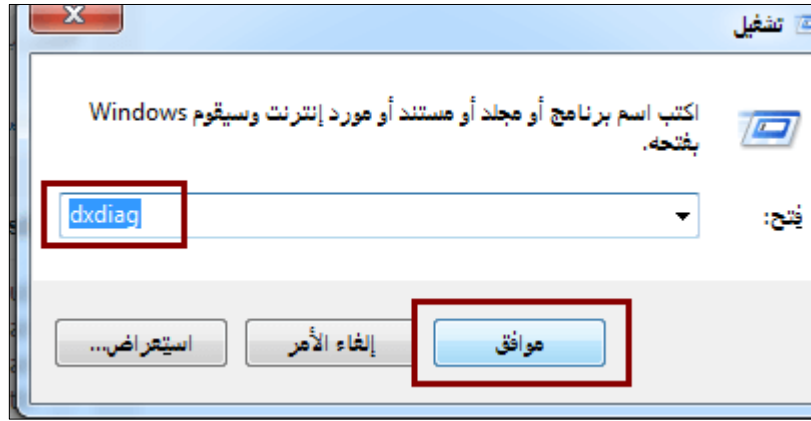 تشغيل
اكتب اسم برنامج أو مجلد أو مستند أو مورد إنترنت وسيقوم Windows
بفتحه.
فتح:
dxdiag
موافق
إلغاء الأمر
استعراض...